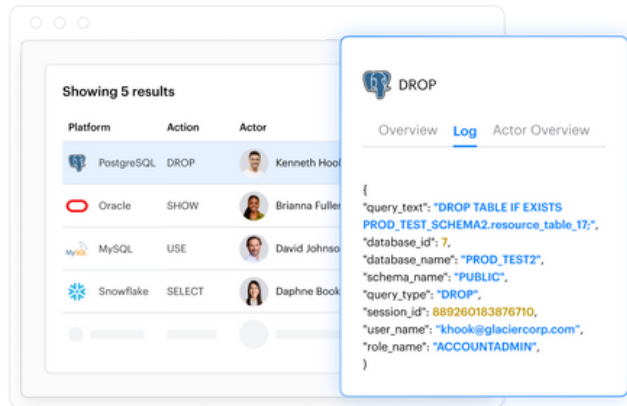 Showing 5 results
Platform Action Actor
PostgreSQL DROP Kenneth Hool
Oracle SHOW Brianna Fuller
MySQL MySQL USE David Johnso
Snowflake SELECT Daphne Book
DROP
Overview Log Actor Overview
{
"query_text": "DROP TABLE IF EXISTS
PROD_TEST_SCHEMA2.resource_table_17;",
"database_id": 7,
"database_name": "PROD_TEST2",
"schema_name": "PUBLIC",
"query_type": "DROP",
"session_id": 889260183876710,
"user_name": "khook@glaciercorp.com",
"role_name": "ACCOUNTADMIN",
}